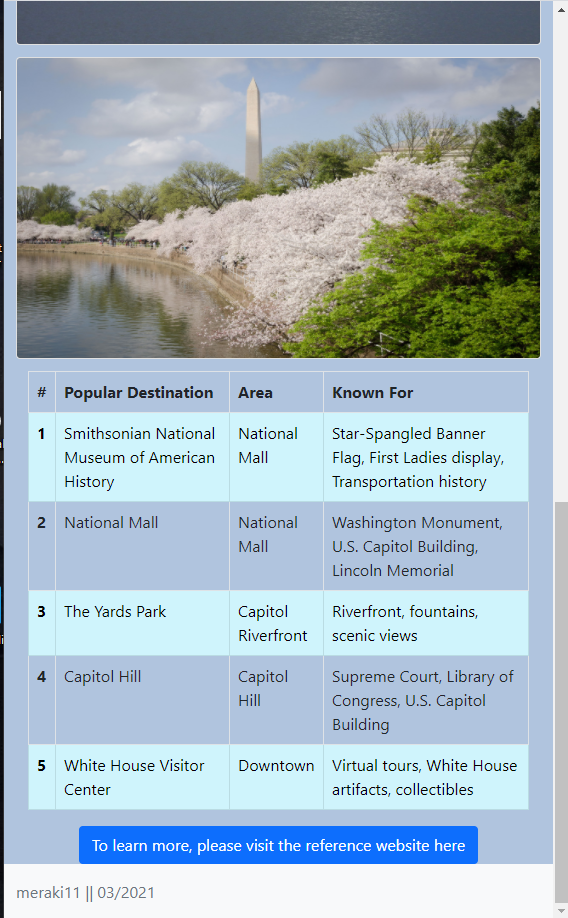 # Popular Destination Area Known For
1 Smithsonian National National Star-Spangled Banner
Museum of American Mall Flag, First Ladies display,
History Transportation history
2 National Mall National Washington Monument,
Mall U.S. Capitol Building,
Lincoln Memorial
3 The Yards Park Capitol Riverfront, fountains,
Riverfront scenic views
4 Capitol Hill Capitol Supreme Court, Library of
Hill Congress, U.S. Capitol
Building
5 White House Visitor Downtown Virtual tours, White House
Center artifacts, collectibles
To learn more, please visit the reference website here
meraki11 || 03/2021